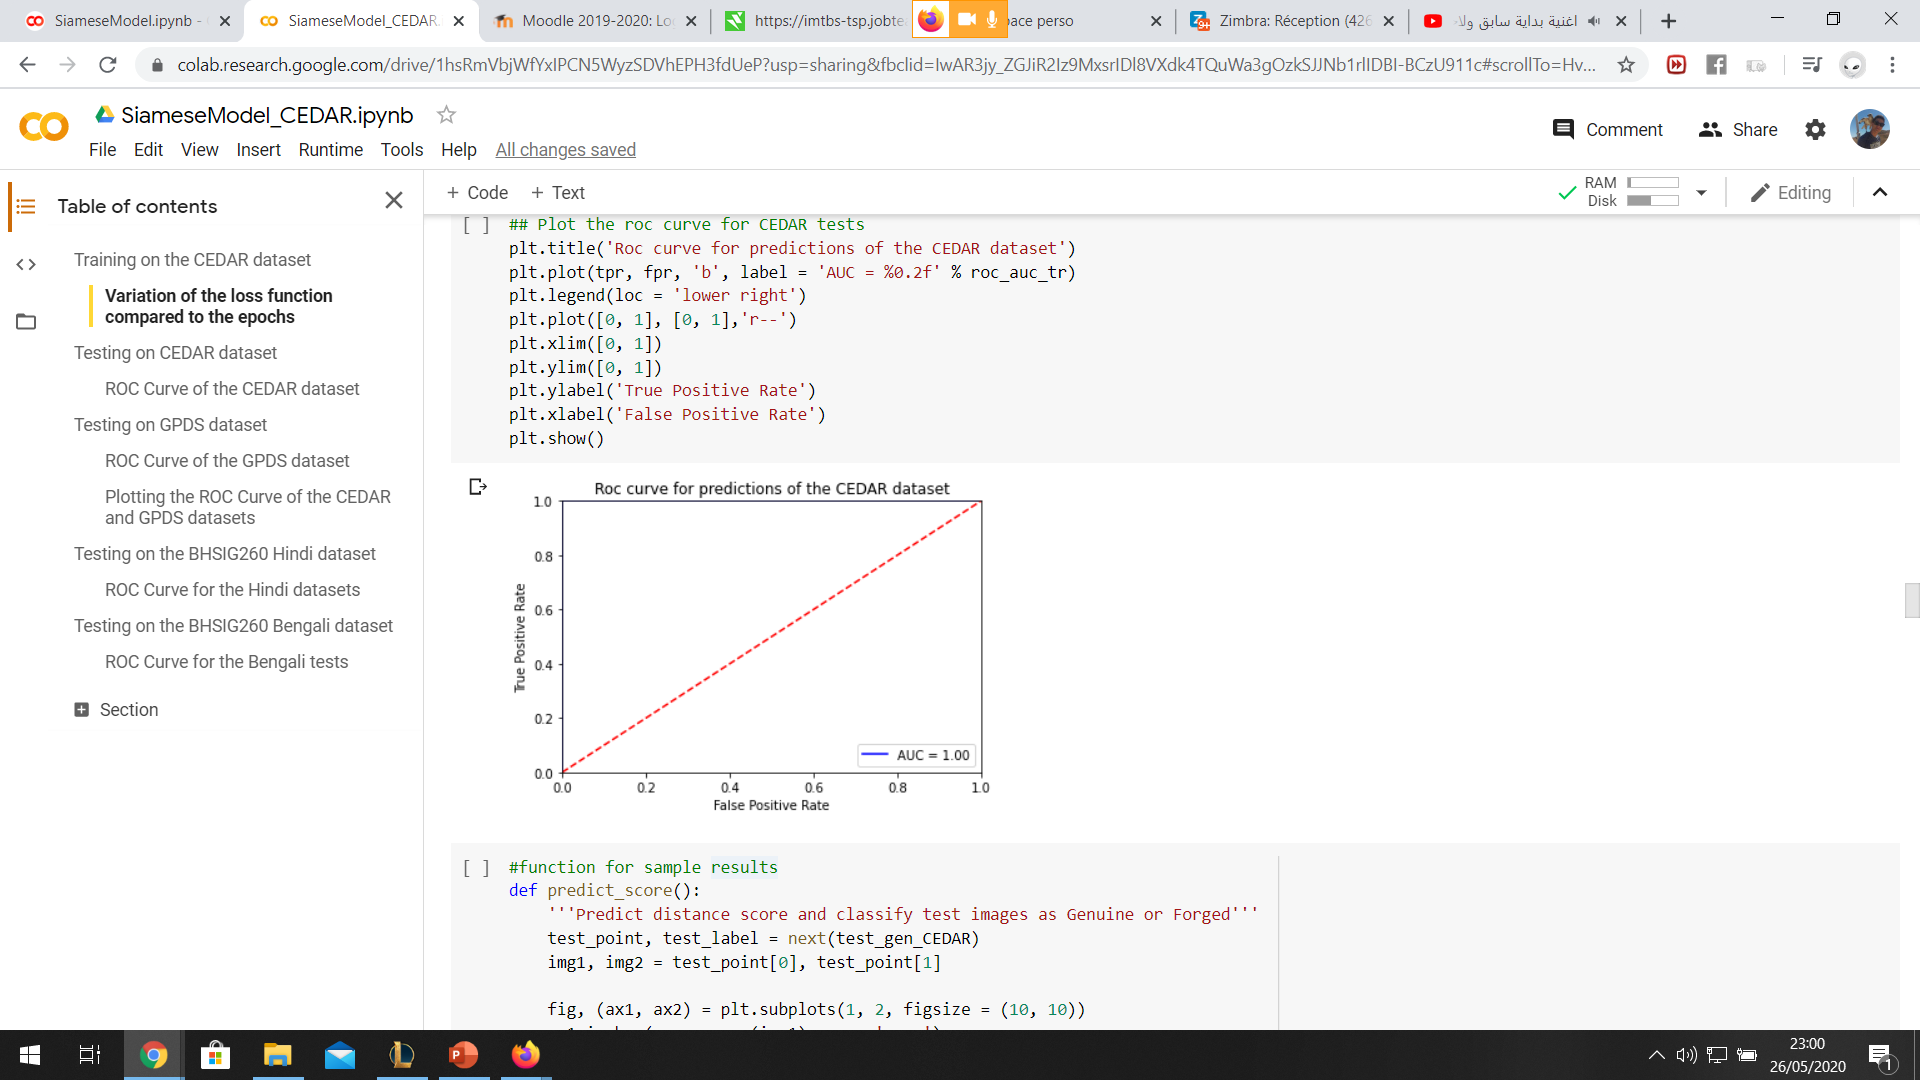 SiameseModel.ipynb -
SiameseModel_CEDAR.
Moodle 2019-2020: Lo
https://imtbs-tsp.jobte
ace perso
Zimbra: Réception (426
اغنية بداية سابق ولا
colab.research.google.com/drive/1hsRmVbjWfYxIPCN5WyzSDVhEPH3fdUeP?usp=sharing&fbclid=IwAR3jy_ZGJiR2Iz9MxsrIDI8VXdk4TQuWa3gOzkSJJNb1rlIDBI-BCzU911c#scrollTo=Hv...
SiameseModel_CEDAR.ipynb
Comment
Share
File Edit View Insert Runtime Tools Help All changes saved
Table of contents
+ Code + Text
RAM
Disk
Editing
Training on the CEDAR dataset
Variation of the loss function
compared to the epochs
Testing on CEDAR dataset
ROC Curve of the CEDAR dataset
Testing on GPDS dataset
ROC Curve of the GPDS dataset
Plotting the ROC Curve of the CEDAR
and GPDS datasets
Testing on the BHSIG260 Hindi dataset
ROC Curve for the Hindi datasets
Testing on the BHSIG260 Bengali dataset
ROC Curve for the Bengali tests
Section
[ ] ## Plot the roc curve for CEDAR tests
plt.title('Roc curve for predictions of the CEDAR dataset')
plt.plot(tpr, fpr, 'b', label = 'AUC = %0.2f' % roc_auc_tr)
plt.legend(loc = 'lower right')
plt.plot([0, 1], [0, 1],'r--')
plt.xlim([0, 1])
plt.ylim([0, 1])
plt.ylabel('True Positive Rate')
plt.xlabel('False Positive Rate')
plt.show()
Roc curve for predictions of the CEDAR dataset
1.0
0.8
0.6
0.4
0.2
0.0
True Positive Rate
AUC = 1.00
0.0 0.2 0.4 0.6 0.8 1.0
False Positive Rate
[ ] #function for sample results
def predict_score():
'''Predict distance score and classify test images as Genuine or Forged'''
test_point, test_label = next(test_gen_CEDAR)
img1, img2 = test_point[0], test_point[1]
fig, (ax1, ax2) = plt.subplots(1, 2, figsize = (10, 10))
23:00
26/05/2020
1